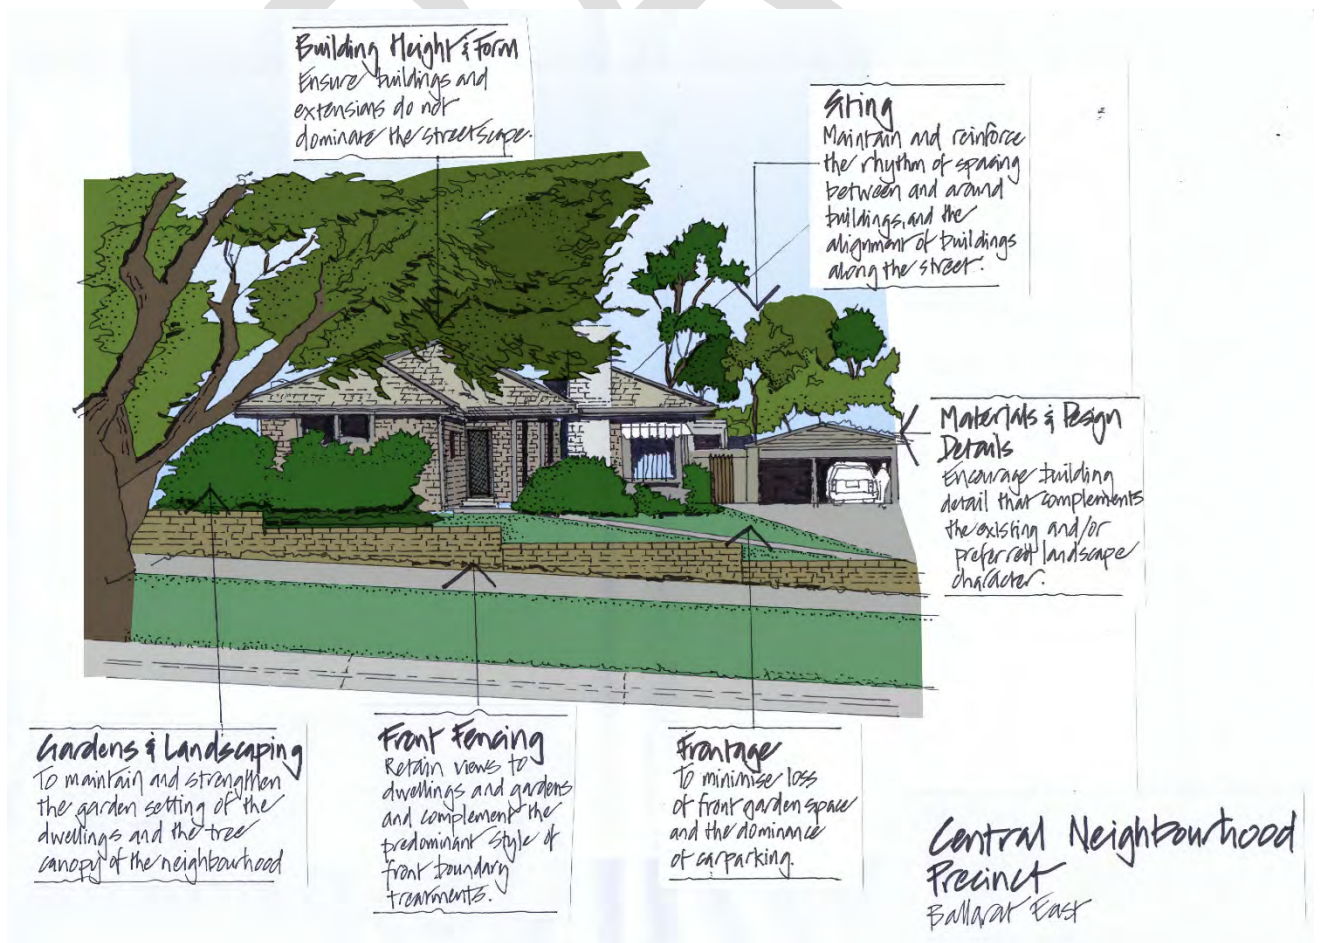 Building Height & Form
Ensure buildings and
extensions do not
dominate the streetscape.
Siting
Maintain and reinforce
the rhythm of spacing
between and around
buildings, and the
alignment of buildings
along the street.
Materials & Design
Details
Encourage building
detail that complements
the existing and/or
preferred landscape
character.
Gardens & Landscaping
To maintain and strengthen
the garden setting of the
dwellings and the tree
canopy of the neighbourhood
Front Fencing
Retain views to
dwellings and gardens
and complement the
predominant style of
front boundary
treatments.
Frontage
To minimise loss
of front garden space
and the dominance
of carparking.
Central Neighbourhood
Precinct
Ballarat East